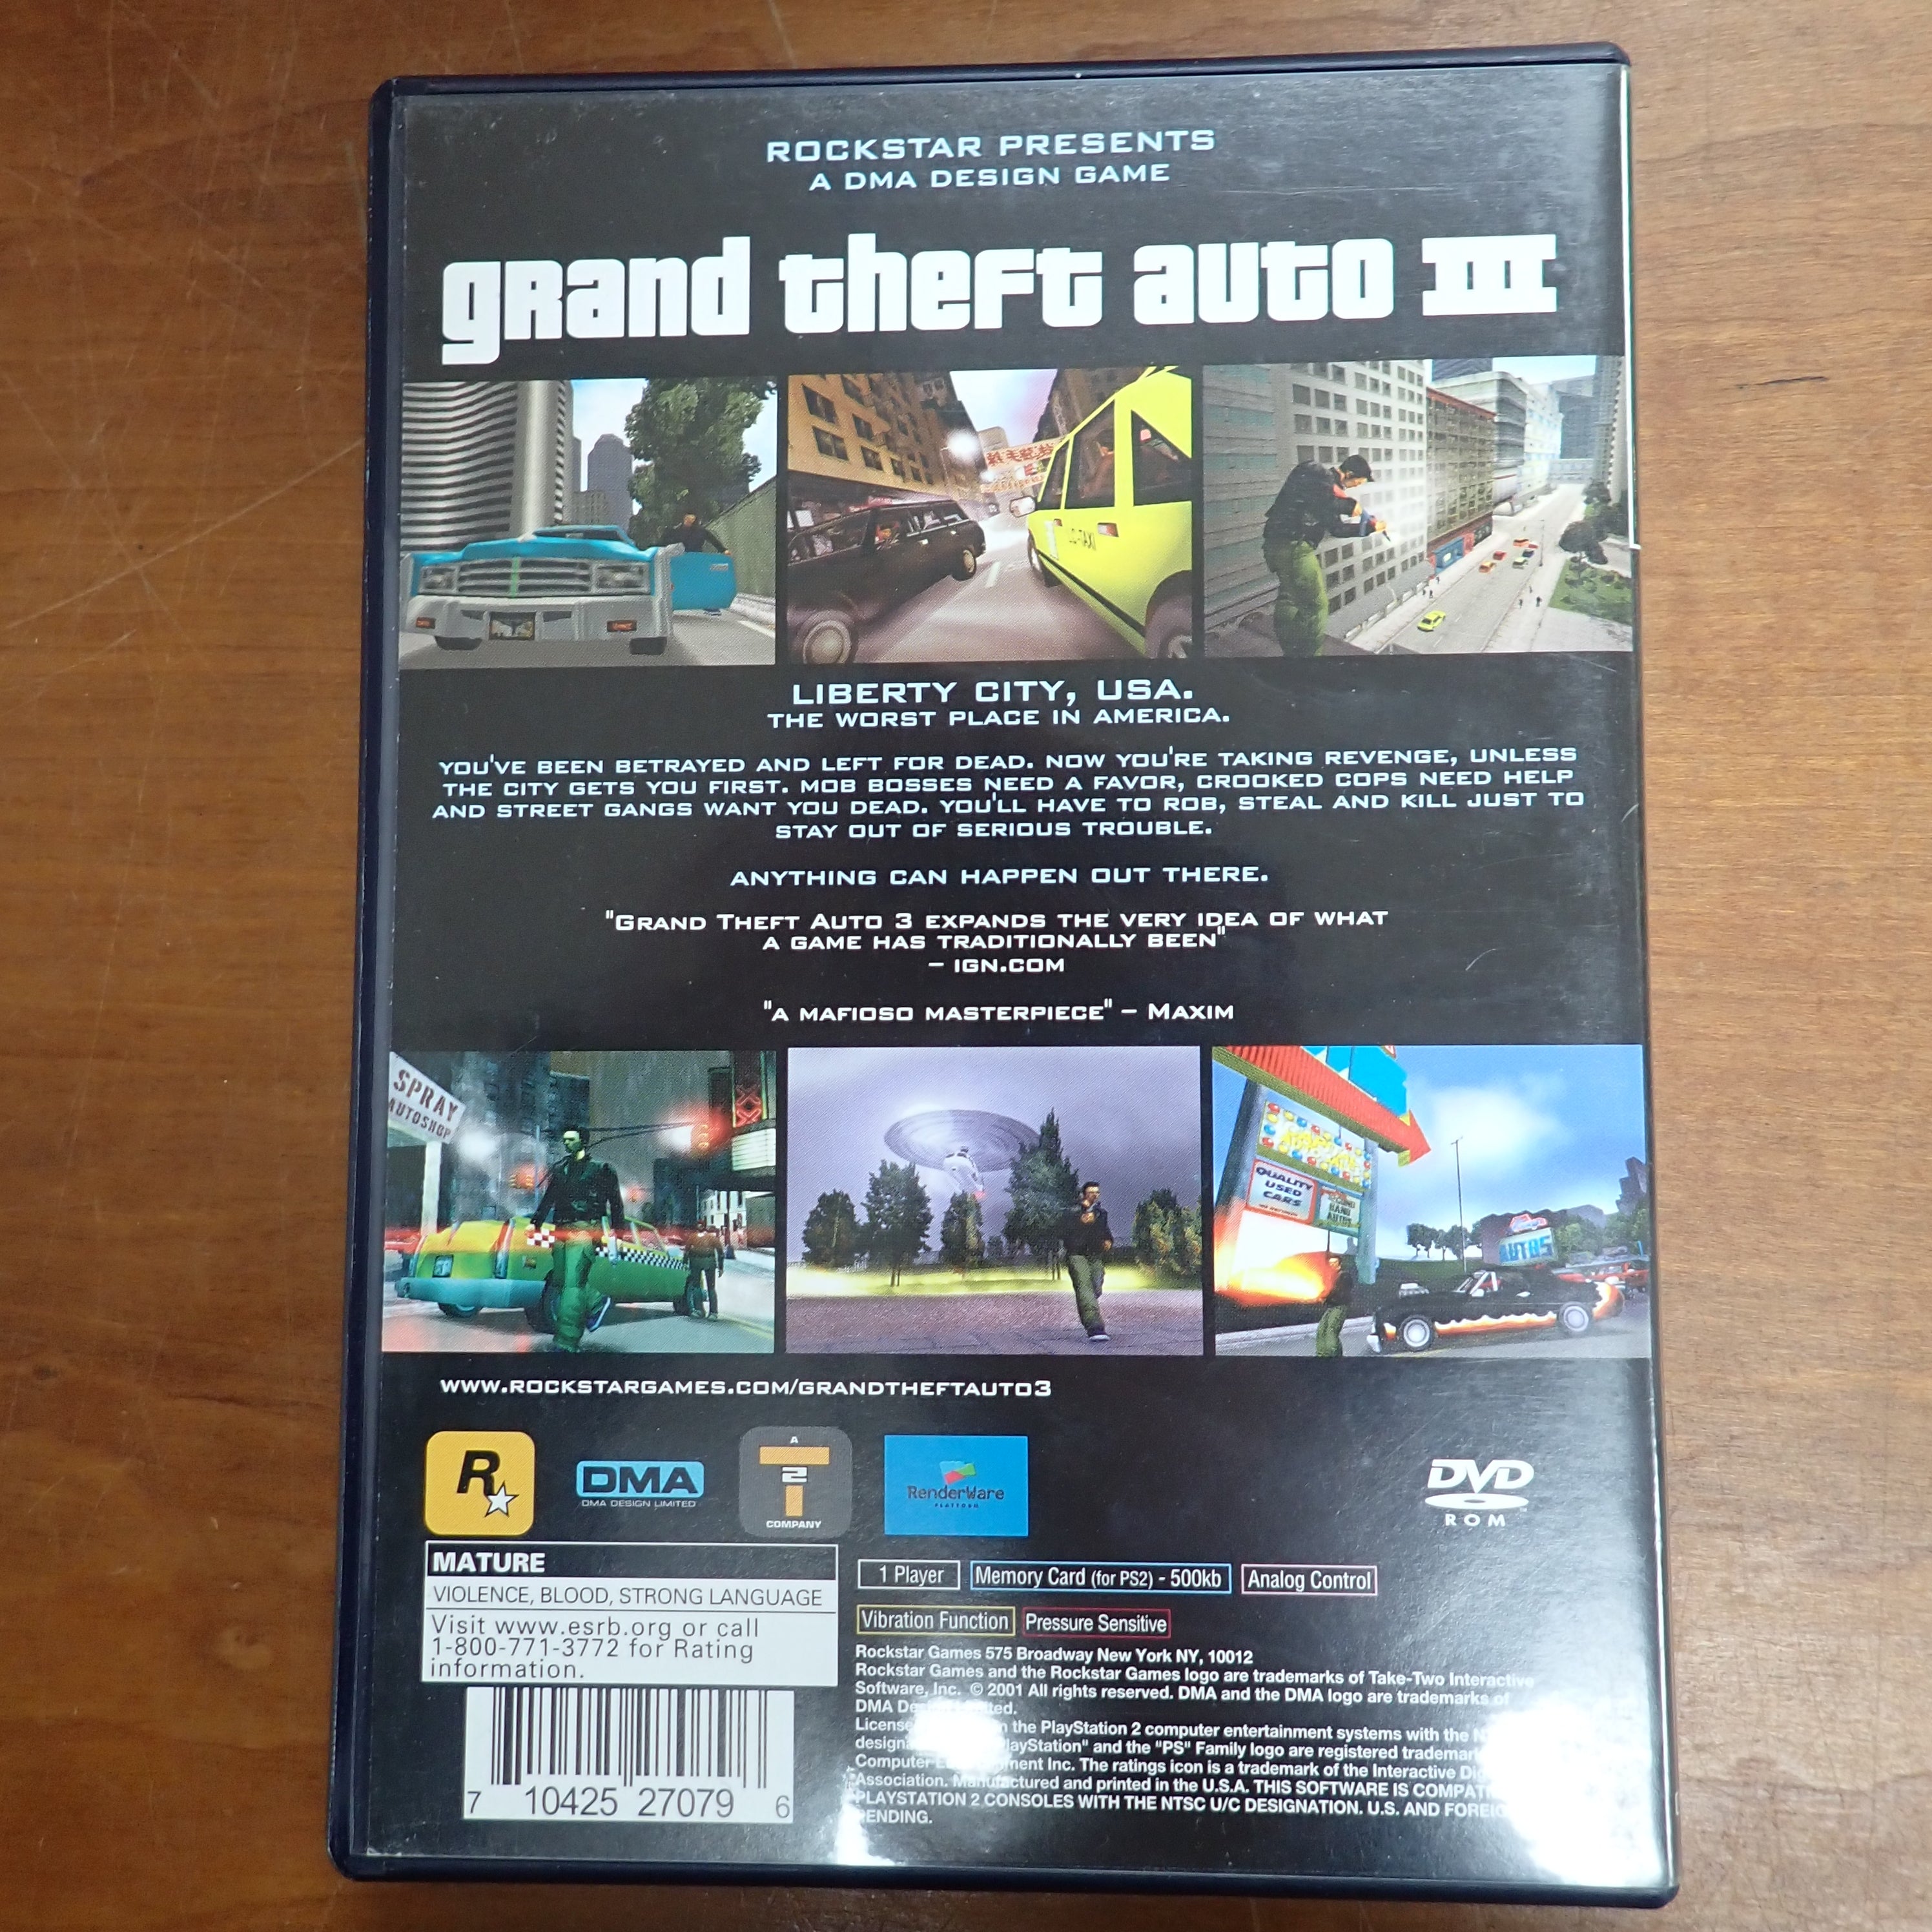 ROCKSTAR PRESENTS
A DMA DESIGN GAME
grand theft auto III
LC-TAXI
LIBERTY CITY, USA.
THE WORST PLACE IN AMERICA.
YOU'VE BEEN BETRAYED AND LEFT FOR DEAD. NOW YOU'RE TAKING REVENGE, UNLESS
THE CITY GETS YOU FIRST. MOB BOSSES NEED A FAVOR, CROOKED COPS NEED HELP
AND STREET GANGS WANT YOU DEAD. YOU'LL HAVE TO ROB, STEAL AND KILL JUST TO
STAY OUT OF SERIOUS TROUBLE.
ANYTHING CAN HAPPEN OUT THERE.
"GRAND THEFT AUTO 3 EXPANDS THE VERY IDEA OF WHAT
A GAME HAS TRADITIONALLY BEEN"
– IGN.COM
"A MAFIOSO MASTERPIECE" – MAXIM
SPRAY
AUTOSHOP
QUALITY
USED
CARS
HAND
AUTOS
AUTOS
WWW.ROCKSTARGAMES.COM/GRANDTHEFTAUTO3
R
DMA
DMA DESIGN LIMITED
A
T2
COMPANY
RenderWare
PLATFORM
DVD
ROM
MATURE
VIOLENCE, BLOOD, STRONG LANGUAGE
Visit www.esrb.org or call
1-800-771-3772 for Rating
information.
1 Player
Memory Card (for PS2) - 500kb
Analog Control
Vibration Function
Pressure Sensitive
Rockstar Games 575 Broadway New York NY, 10012
Rockstar Games and the Rockstar Games logo are trademarks of Take-Two Interactive
Software, Inc. © 2001 All rights reserved. DMA and the DMA logo are trademarks of
DMA
the PlayStation 2 computer entertainment systems with the
"PlayStation" and the "PS" Family logo are registered
Computer Inc. The ratings icon is a trademark of the Interactive
Association. Manufactured and printed in the U.S.A. THIS SOFTWARE IS
PLAYSTATION 2 CONSOLES WITH THE NTSC U/C DESIGNATION. U.S. AND
PENDING.
7 10425 27079 6